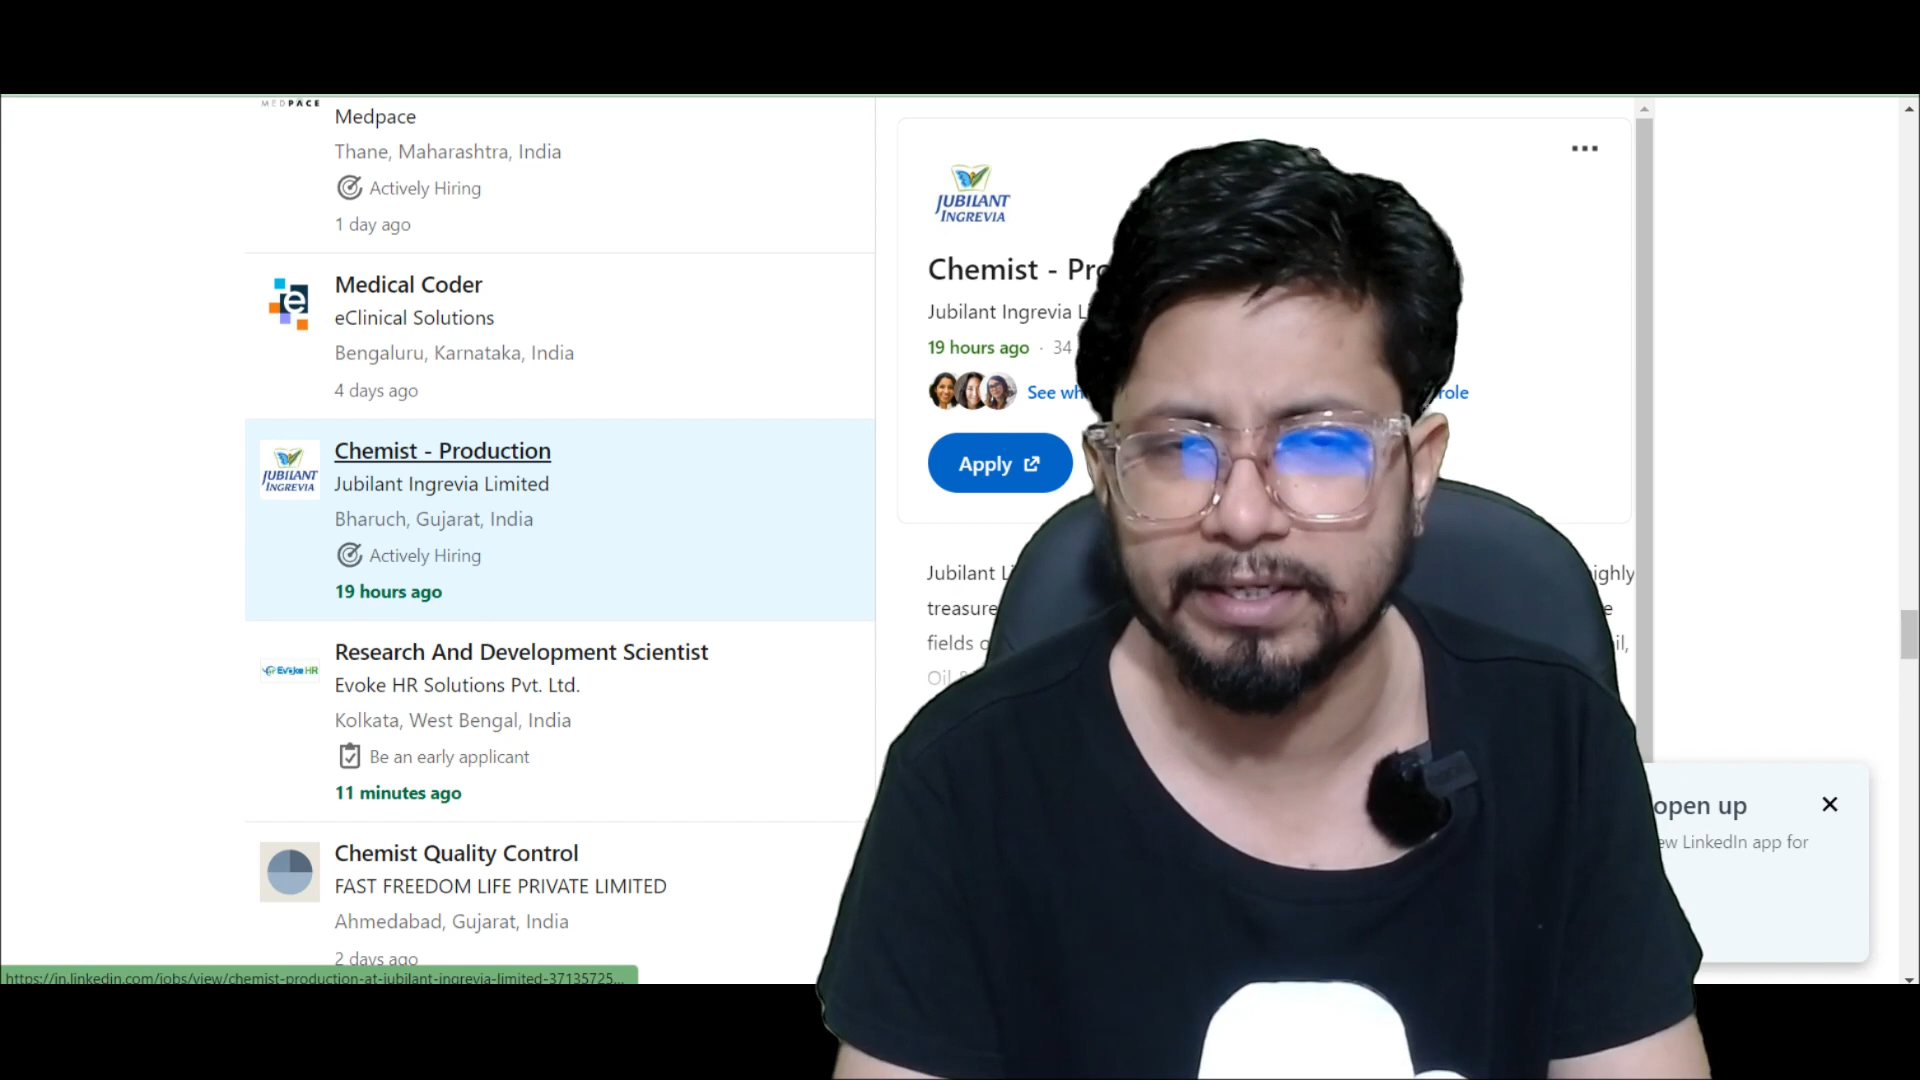 MEDPACE
Medpace
Thane, Maharashtra, India
Actively Hiring
1 day ago
Medical Coder
eClinical Solutions
Bengaluru, Karnataka, India
4 days ago
JUBILANT
INGREVIA
Chemist - Production
Jubilant Ingrevia Limited
Bharuch, Gujarat, India
Actively Hiring
19 hours ago
Evoke HR
Research And Development Scientist
Evoke HR Solutions Pvt. Ltd.
Kolkata, West Bengal, India
Be an early applicant
11 minutes ago
Chemist Quality Control
FAST FREEDOM LIFE PRIVATE LIMITED
Ahmedabad, Gujarat, India
2 days ago
https://in.linkedin.com/jobs/view/chemist-production-at-jubilant-ingrevia-limited-37135725...
JUBILANT
INGREVIA
Chemist - Pro
Jubilant Ingrevia Li
19 hours ago · 34
See wh role
Apply
Jubilant Li ighly
treasure e
fields o il,
Oil &
open up
ew LinkedIn app for